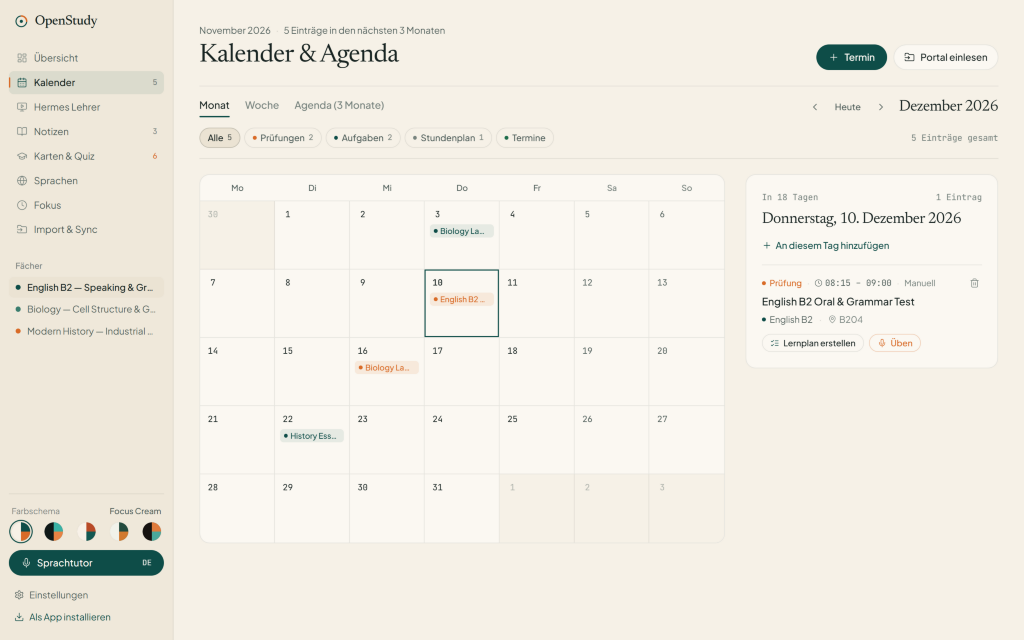 OpenStudy
Übersicht
Kalender 5
Hermes Lehrer
Notizen 3
Karten & Quiz 6
Sprachen
Fokus
Import & Sync
Fächer
English B2 — Speaking & Gr...
Biology — Cell Structure & G...
Modern History — Industrial ...
Farbschema Focus Cream
Sprachtutor DE
Einstellungen
Als App installieren
November 2026 · 5 Einträge in den nächsten 3 Monaten
Kalender & Agenda
+ Termin
Portal einlesen
Monat Woche Agenda (3 Monate)
< Heute > Dezember 2026
Alle 5 Prüfungen 2 Aufgaben 2 Stundenplan 1 Termine
5 Einträge gesamt
Mo Di Mi Do Fr Sa So
30 1 2 3 4 5 6
Biology La...
7 8 9 10 11 12 13
English B2 ...
14 15 16 17 18 19 20
Biology La...
21 22 23 24 25 26 27
History Ess...
28 29 30 31 1 2 3
In 18 Tagen 1 Eintrag
Donnerstag, 10. Dezember 2026
+ An diesem Tag hinzufügen
Prüfung 08:15 – 09:00 · Manuell
English B2 Oral & Grammar Test
English B2 · B204
Lernplan erstellen Üben